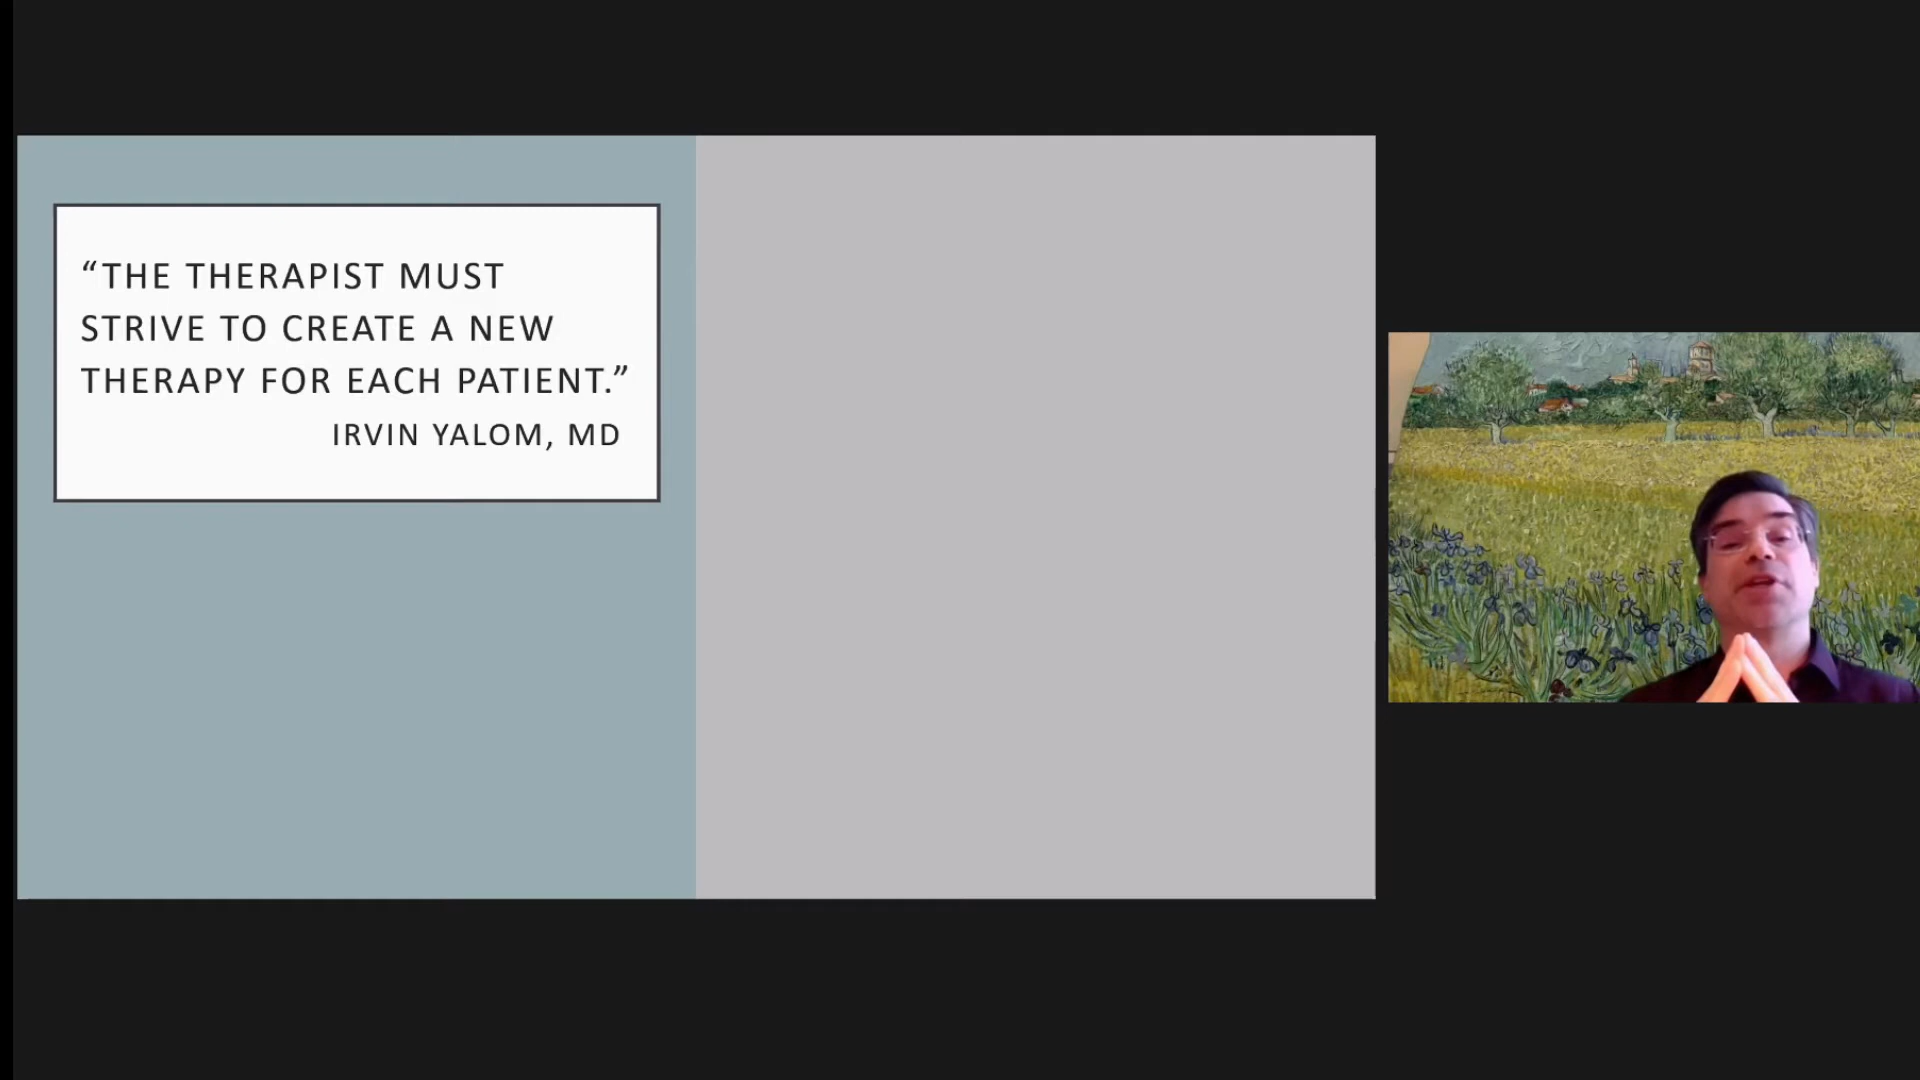 “THE THERAPIST MUST
STRIVE TO CREATE A NEW
THERAPY FOR EACH PATIENT.”
IRVIN YALOM, MD